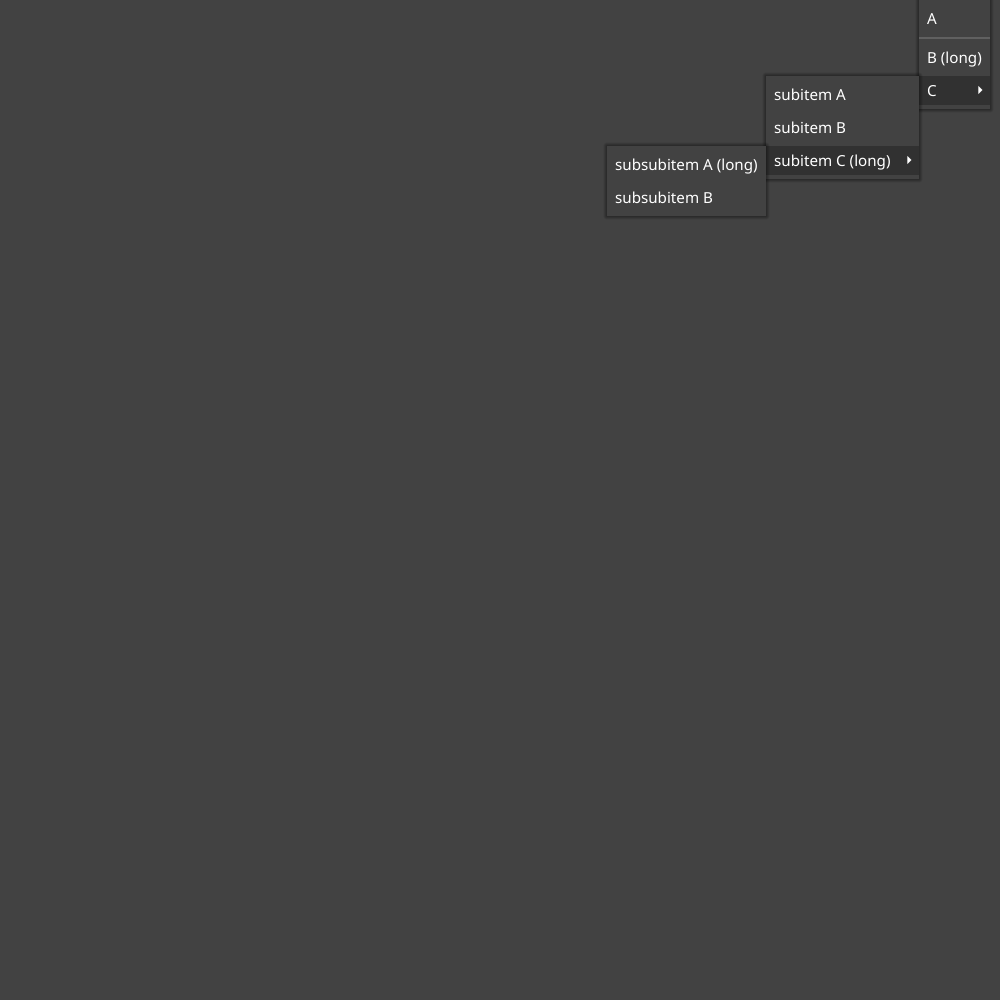 A
B (long)
C
subitem A
subitem B
subitem C (long)
subsubitem A (long)
subsubitem B